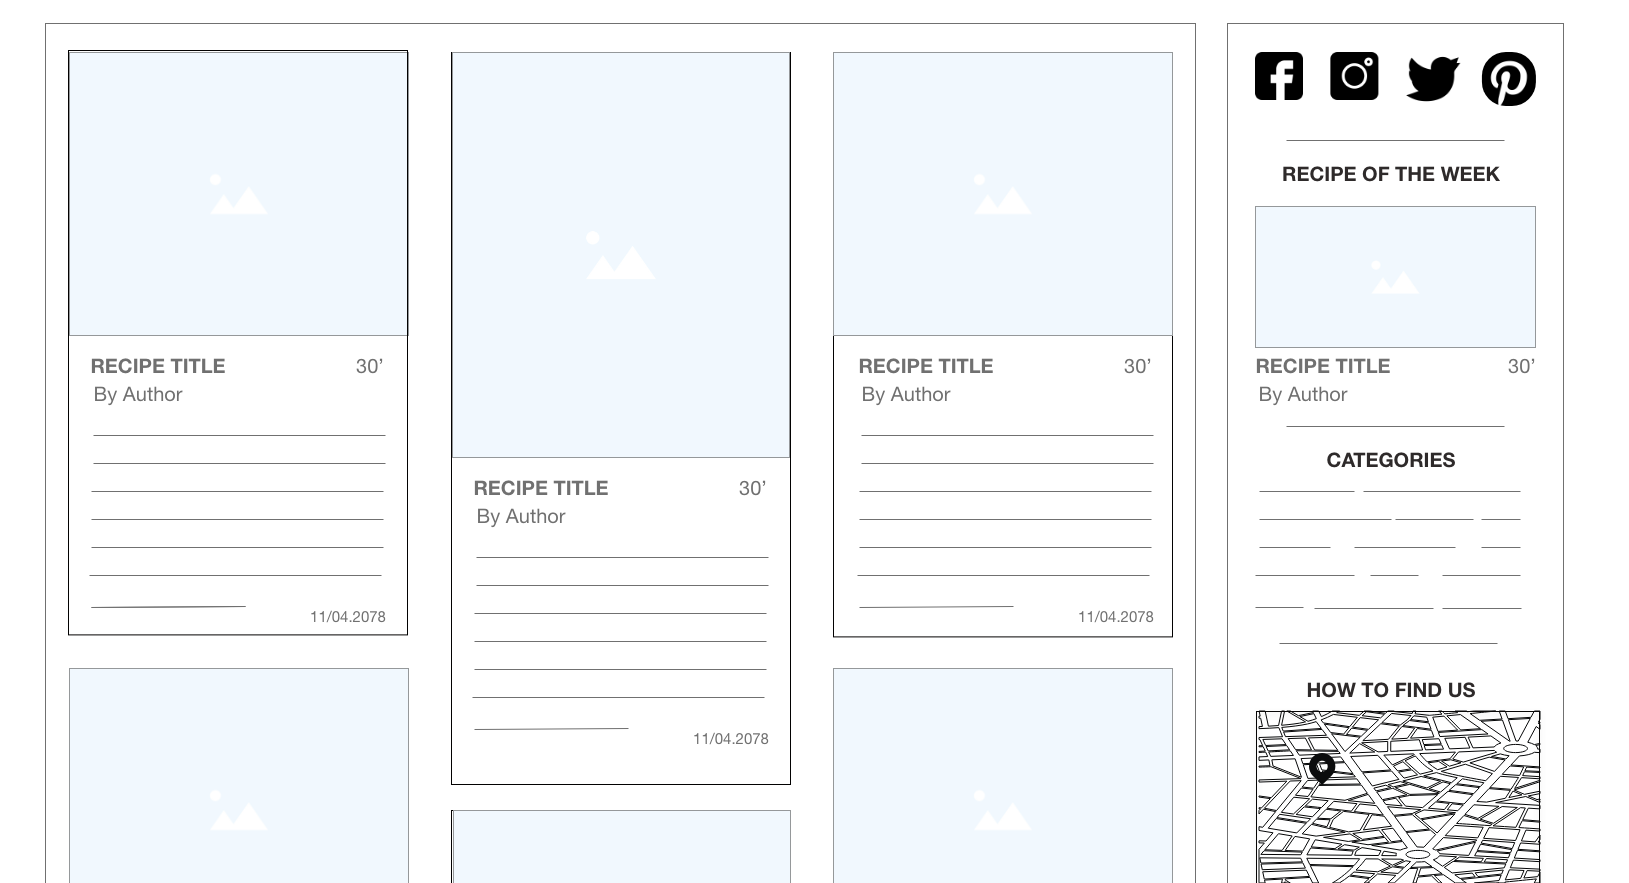 RECIPE TITLE 30’
By Author
11/04.2078
RECIPE TITLE 30’
By Author
11/04.2078
RECIPE TITLE 30’
By Author
11/04.2078
RECIPE OF THE WEEK
RECIPE TITLE 30’
By Author
CATEGORIES
HOW TO FIND US